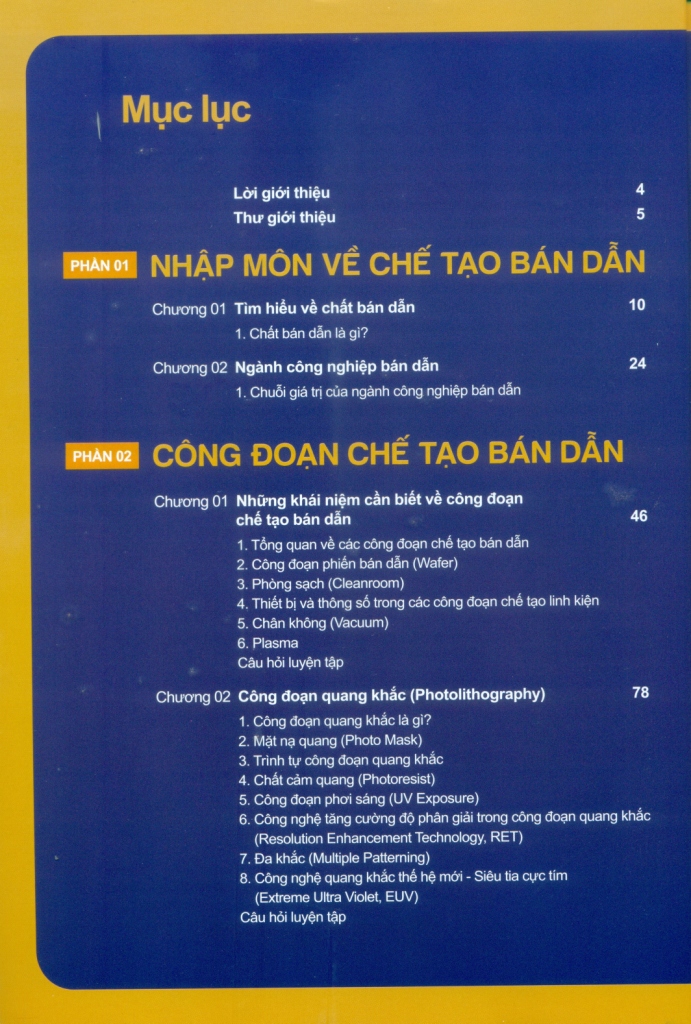 Mục lục
Lời giới thiệu 4
Thư giới thiệu 5
PHẦN 01 NHẬP MÔN VỀ CHẾ TẠO BÁN DẪN
Chương 01 Tìm hiểu về chất bán dẫn 10
1. Chất bán dẫn là gì?
Chương 02 Ngành công nghiệp bán dẫn 24
1. Chuỗi giá trị của ngành công nghiệp bán dẫn
PHẦN 02 CÔNG ĐOẠN CHẾ TẠO BÁN DẪN
Chương 01 Những khái niệm cần biết về công đoạn
chế tạo bán dẫn 46
1. Tổng quan về các công đoạn chế tạo bán dẫn
2. Công đoạn phiến bán dẫn (Wafer)
3. Phòng sạch (Cleanroom)
4. Thiết bị và thông số trong các công đoạn chế tạo linh kiện
5. Chân không (Vacuum)
6. Plasma
Câu hỏi luyện tập
Chương 02 Công đoạn quang khắc (Photolithography) 78
1. Công đoạn quang khắc là gì?
2. Mặt nạ quang (Photo Mask)
3. Trình tự công đoạn quang khắc
4. Chất cảm quang (Photoresist)
5. Công đoạn phơi sáng (UV Exposure)
6. Công nghệ tăng cường độ phân giải trong công đoạn quang khắc
(Resolution Enhancement Technology, RET)
7. Đa khắc (Multiple Patterning)
8. Công nghệ quang khắc thế hệ mới - Siêu tia cực tím
(Extreme Ultra Violet, EUV)
Câu hỏi luyện tập